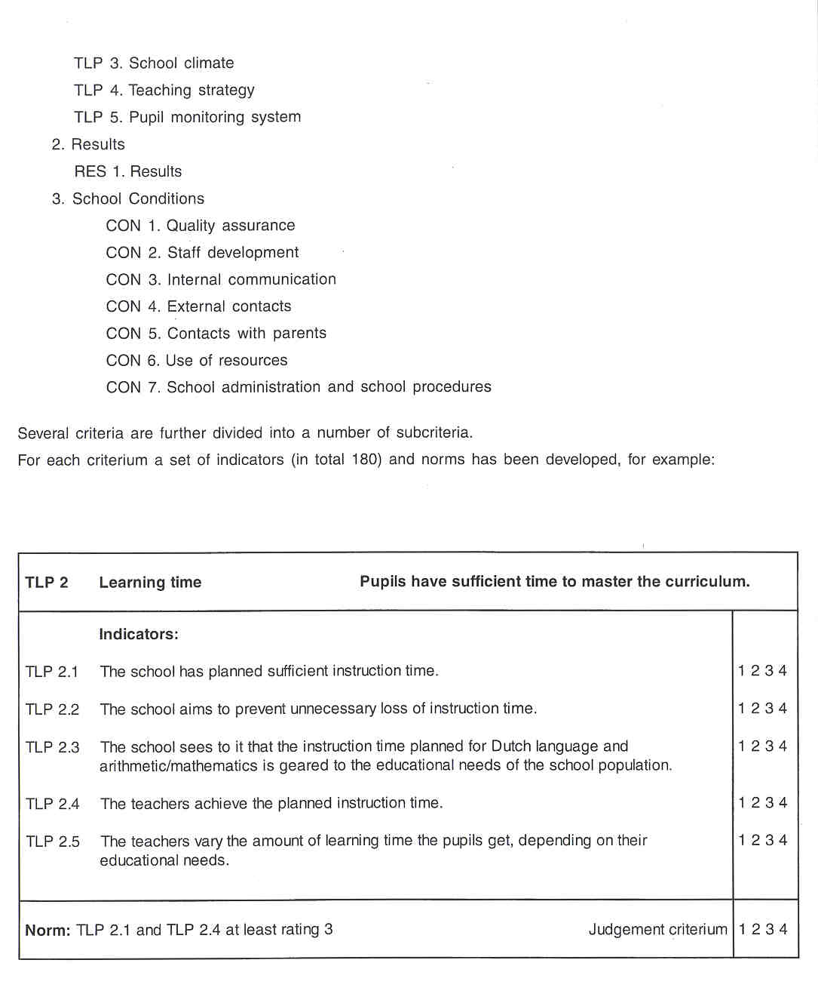 TLP 3. School climate
TLP 4. Teaching strategy
TLP 5. Pupil monitoring system
2. Results
RES 1. Results
3. School Conditions
CON 1. Quality assurance
CON 2. Staff development
CON 3. Internal communication
CON 4. External contacts
CON 5. Contacts with parents
CON 6. Use of resources
CON 7. School administration and school procedures
Several criteria are further divided into a number of subcriteria.
For each criterium a set of indicators (in total 180) and norms has been developed, for example:
TLP 2 Learning time Pupils have sufficient time to master the curriculum.
Indicators:
TLP 2.1 The school has planned sufficient instruction time. 1 2 3 4
TLP 2.2 The school aims to prevent unnecessary loss of instruction time. 1 2 3 4
TLP 2.3 The school sees to it that the instruction time planned for Dutch language and 1 2 3 4
arithmetic/mathematics is geared to the educational needs of the school population.
TLP 2.4 The teachers achieve the planned instruction time. 1 2 3 4
TLP 2.5 The teachers vary the amount of learning time the pupils get, depending on their 1 2 3 4
educational needs.
Norm: TLP 2.1 and TLP 2.4 at least rating 3 Judgement criterium 1 2 3 4